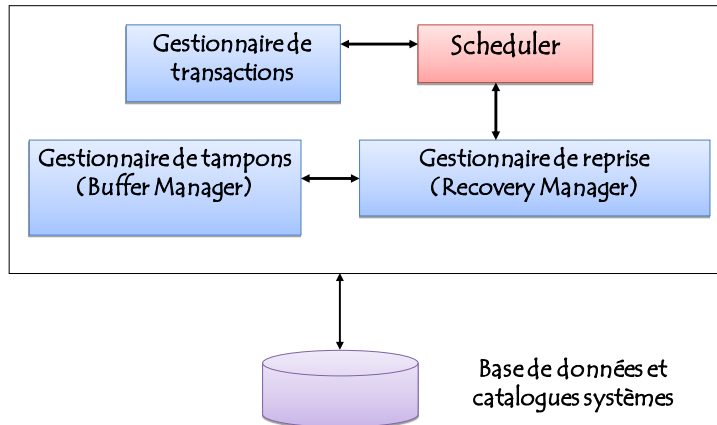 Gestionnaire de
transactions
Scheduler
Gestionnaire de tampons
(Buffer Manager)
Gestionnaire de reprise
(Recovery Manager)
Base de données et
catalogues systèmes